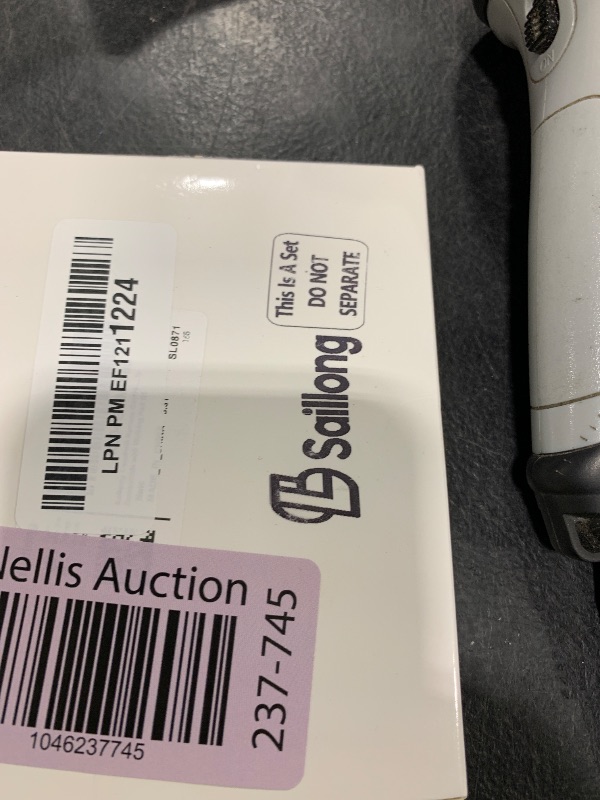 This Is A Set
DO NOT
SEPARATE
Saillong
LPN PM EF1211224
SL0871
Nellis Auction
1046237745
237-745